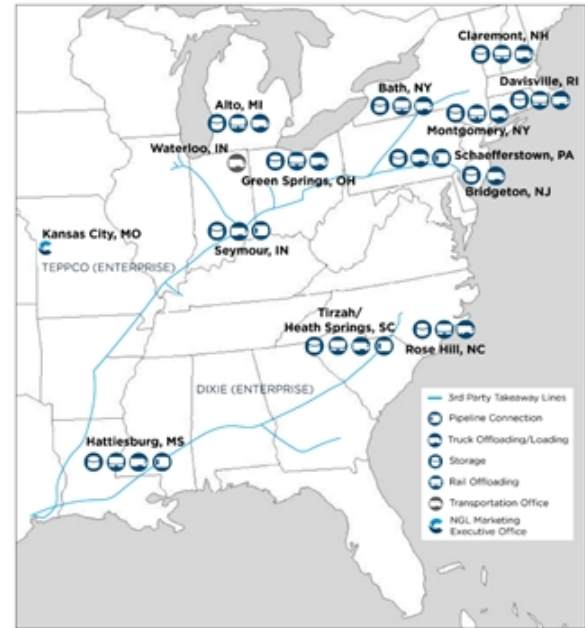 Claremont, NH
Davisville, RI
Bath, NY
Alto, MI
Montgomery, NY
Waterloo, IN
Schaefferstown, PA
Green Springs, OH
Bridgeton, NJ
Kansas City, MO
Seymour, IN
TEPPCO (ENTERPRISE)
Tirzah/
Heath Springs, SC
Rose Hill, NC
DIXIE (ENTERPRISE)
Hattiesburg, MS
3rd Party Takeaway Lines
Pipeline Connection
Truck Offloading/Loading
Storage
Rail Offloading
Transportation Office
NGL Marketing
Executive Office